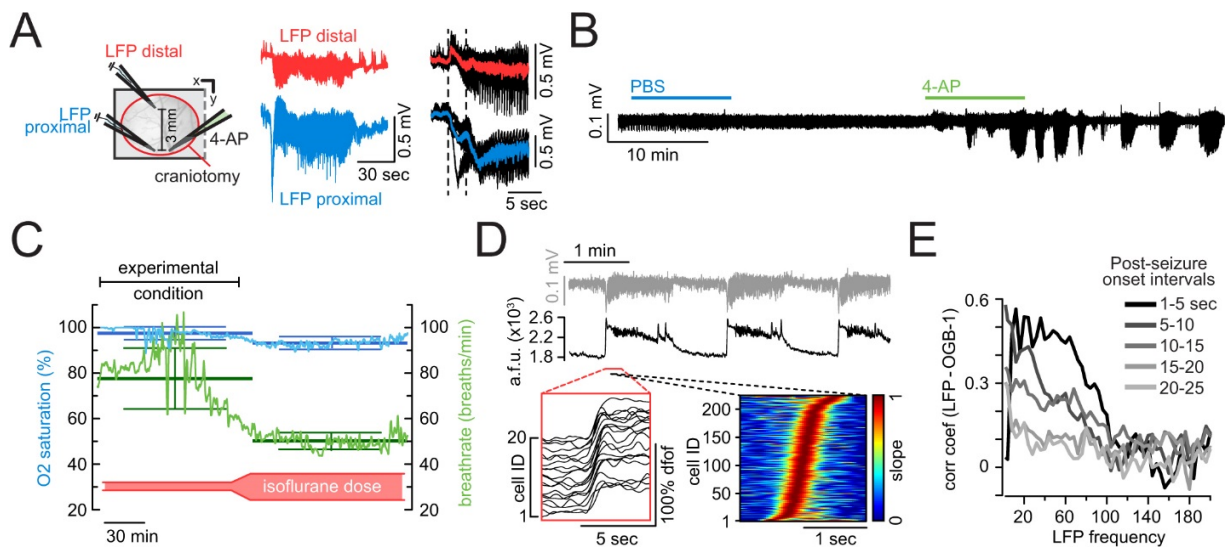 A
LFP distal
LFP
proximal
x
y
3 mm
4-AP
craniotomy
LFP distal
0.5 mV
30 sec
LFP proximal
0.5 mV
0.5 mV
5 sec
B
PBS
4-AP
0.1 mV
10 min
C
experimental
condition
O2 saturation (%)
100
80
60
40
20
breathrate (breaths/min)
100
80
60
40
20
isoflurane dose
30 min
D
1 min
0.1 mV
a.f.u. (x10³)
2.6
2.2
1.8
cell ID
20
1
100% dfof
5 sec
cell ID
200
150
100
50
1
1 sec
slope
1
0
E
Post-seizure
onset intervals
1-5 sec
5-10
10-15
15-20
20-25
corr coef (LFP - OGB-1)
0.6
0.3
0
20
60
100
140
180
LFP frequency